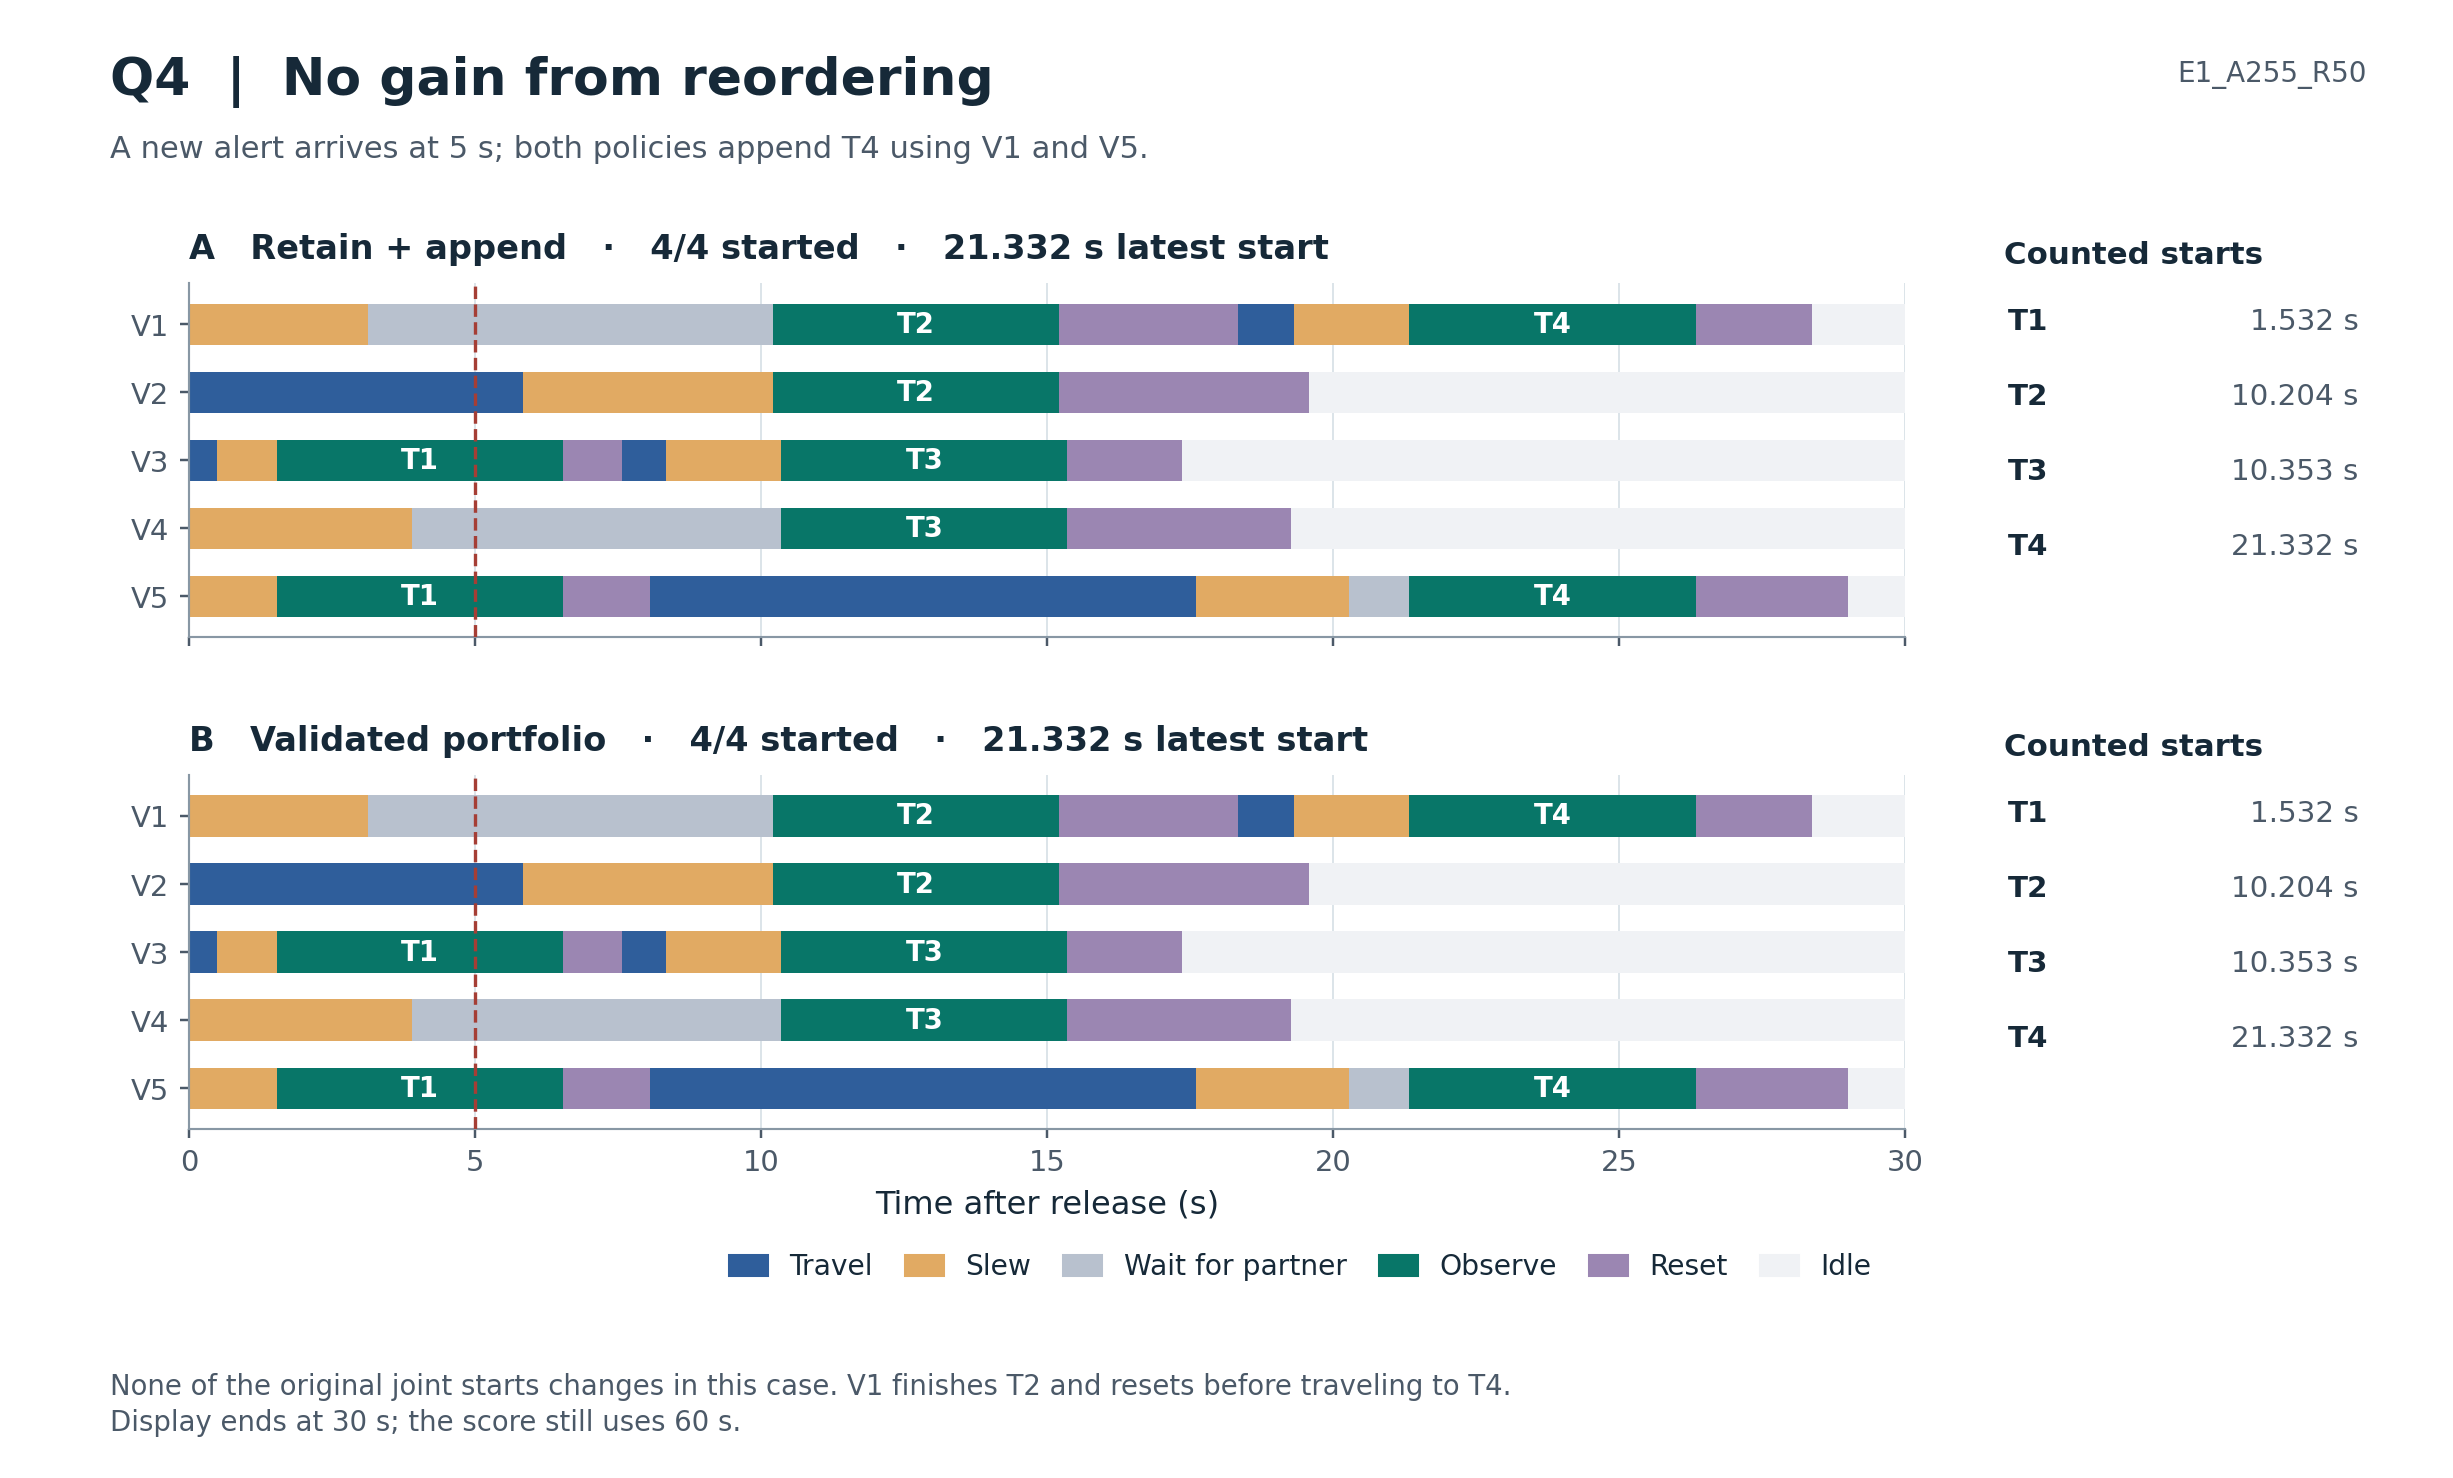 Q4 | No gain from reordering
E1_A255_R50
A new alert arrives at 5 s; both policies append T4 using V1 and V5.
A Retain + append · 4/4 started · 21.332 s latest start
Counted starts
V1 T2 T4
V2 T2
V3 T1 T3
V4 T3
V5 T1 T4
T1 1.532 s
T2 10.204 s
T3 10.353 s
T4 21.332 s
B Validated portfolio · 4/4 started · 21.332 s latest start
Counted starts
V1 T2 T4
V2 T2
V3 T1 T3
V4 T3
V5 T1 T4
T1 1.532 s
T2 10.204 s
T3 10.353 s
T4 21.332 s
0 5 10 15 20 25 30
Time after release (s)
Travel Slew Wait for partner Observe Reset Idle
None of the original joint starts changes in this case. V1 finishes T2 and resets before traveling to T4.
Display ends at 30 s; the score still uses 60 s.